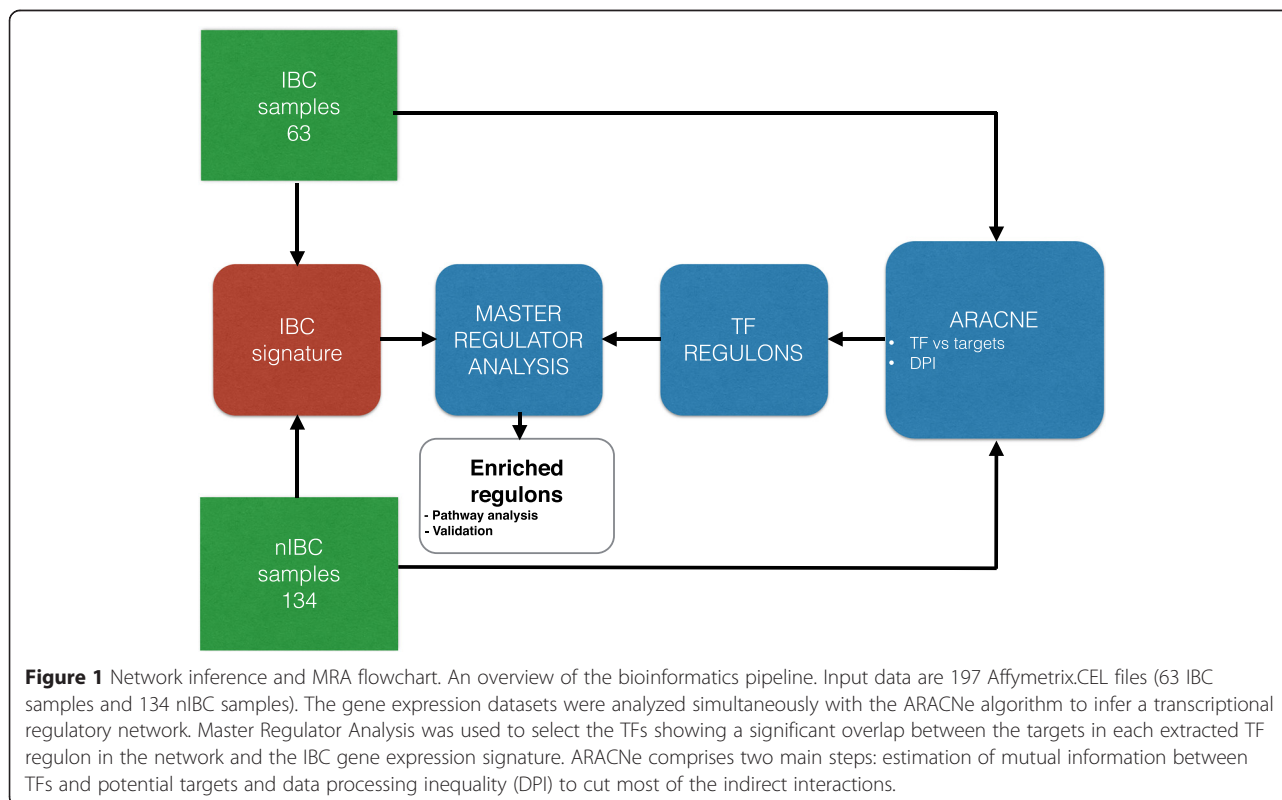 IBC
samples
63
IBC
signature
MASTER
REGULATOR
ANALYSIS
TF
REGULONS
ARACNE
• TF vs targets
• DPI
Enriched
regulons
- Pathway analysis
- Validation
nIBC
samples
134
Figure 1 Network inference and MRA flowchart. An overview of the bioinformatics pipeline. Input data are 197 Affymetrix.CEL files (63 IBC
samples and 134 nIBC samples). The gene expression datasets were analyzed simultaneously with the ARACNe algorithm to infer a transcriptional
regulatory network. Master Regulator Analysis was used to select the TFs showing a significant overlap between the targets in each extracted TF
regulon in the network and the IBC gene expression signature. ARACNe comprises two main steps: estimation of mutual information between
TFs and potential targets and data processing inequality (DPI) to cut most of the indirect interactions.